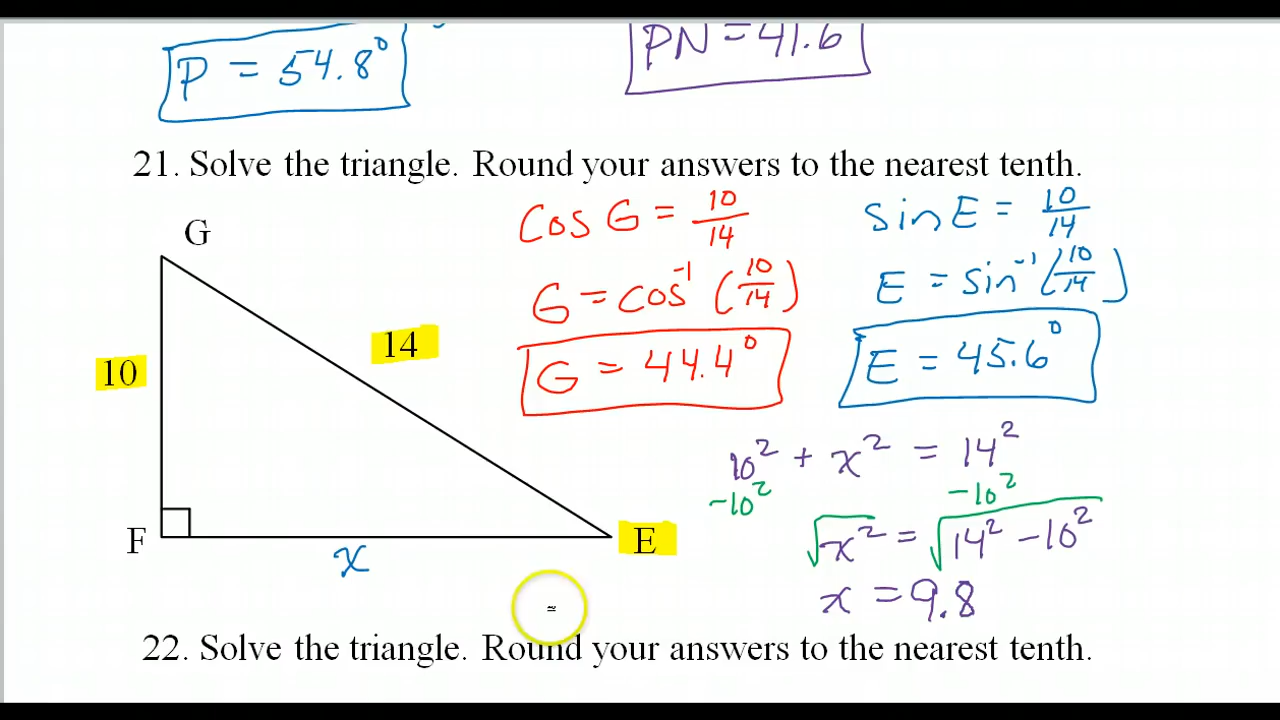 P = 54.8°
PN = 41.6
21. Solve the triangle. Round your answers to the nearest tenth.
G
10
14
F
E
x
cos G = 10/14
G = cos⁻¹ (10/14)
G = 44.4°
sin E = 10/14
E = sin⁻¹ (10/14)
E = 45.6°
10² + x² = 14²
-10² -10²
√x² = √14² - 10²
x = 9.8
22. Solve the triangle. Round your answers to the nearest tenth.